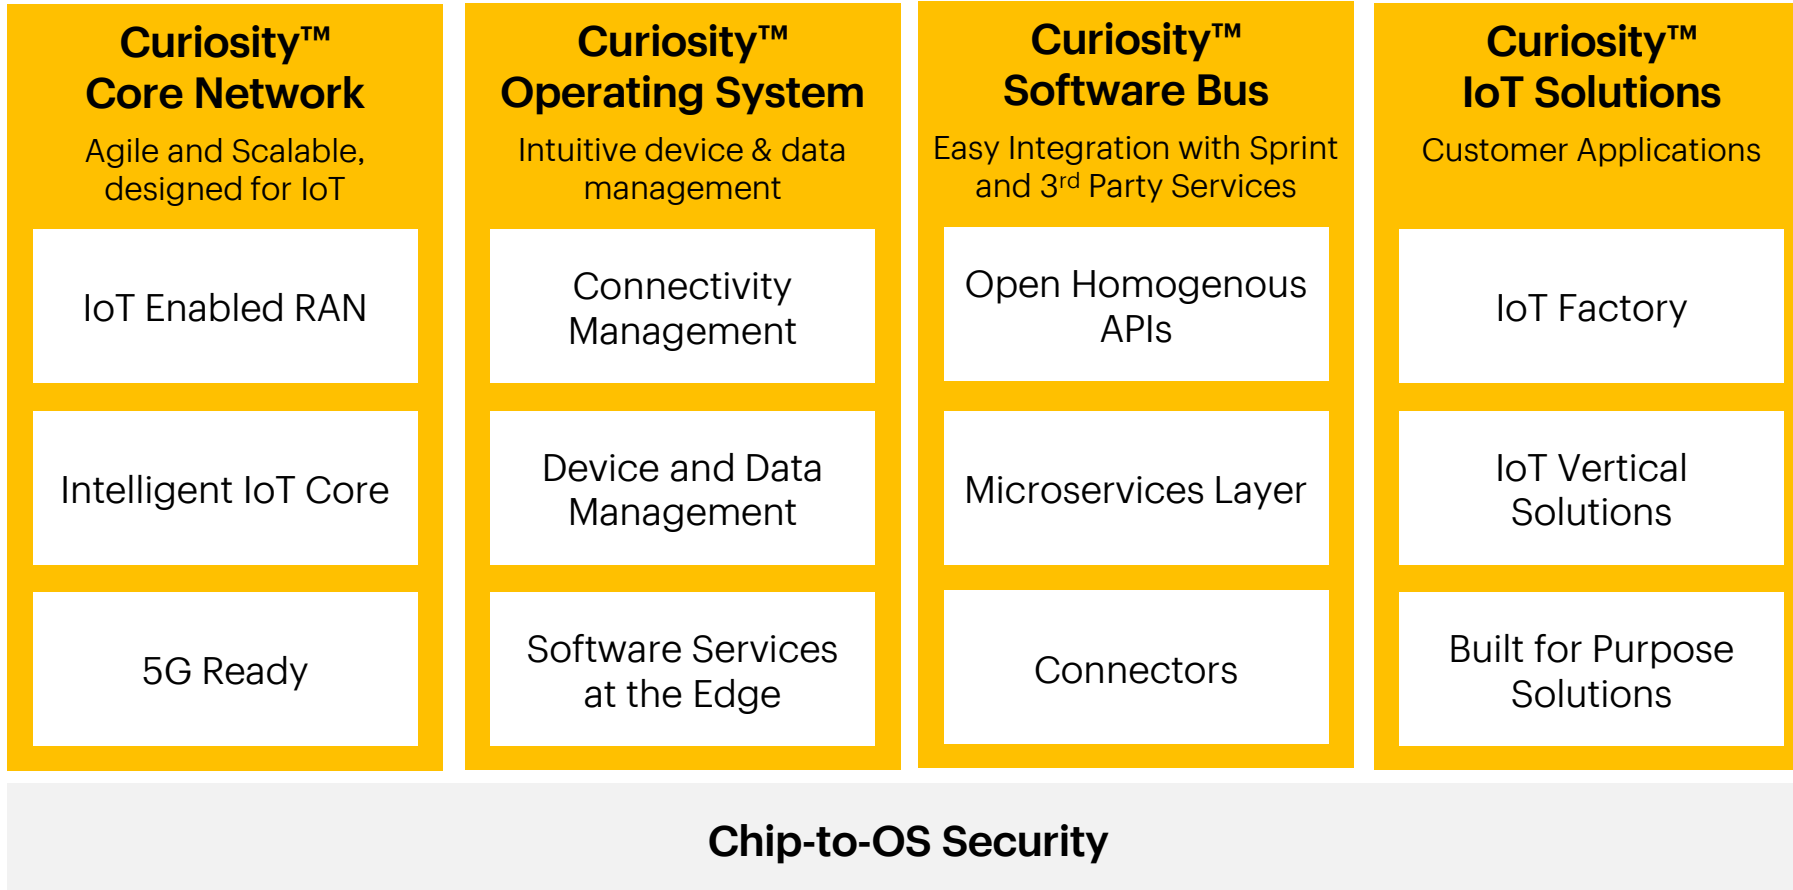 Curiosity™
Core Network
Agile and Scalable,
designed for IoT
IoT Enabled RAN
Intelligent IoT Core
5G Ready
Curiosity™
Operating System
Intuitive device & data
management
Connectivity
Management
Device and Data
Management
Software Services
at the Edge
Curiosity™
Software Bus
Easy Integration with Sprint
and 3rd Party Services
Open Homogenous
APIs
Microservices Layer
Connectors
Curiosity™
IoT Solutions
Customer Applications
IoT Factory
IoT Vertical
Solutions
Built for Purpose
Solutions
Chip-to-OS Security